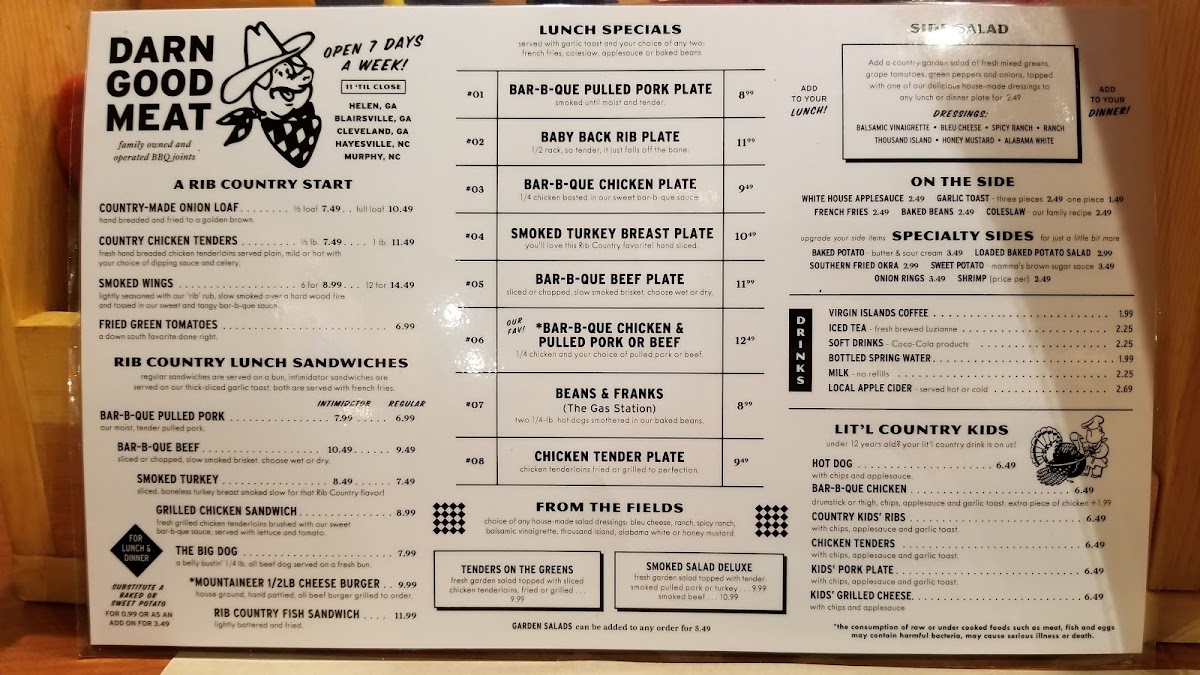 DARN
GOOD
MEAT
family owned and
operated BBQ joints
OPEN 7 DAYS
A WEEK!
11 'TIL CLOSE
HELEN, GA
BLAIRSVILLE, GA
CLEVELAND, GA
HAYESVILLE, NC
MURPHY, NC
A RIB COUNTRY START
COUNTRY-MADE ONION LOAF........ ½ loaf 7.49... full loaf 10.49
hand breaded and fried to a golden brown.
COUNTRY CHICKEN TENDERS .......... ½ lb. 7.49.... 1 lb. 11.49
fresh hand breaded chicken tenderloins served plain, mild or hot with
your choice of dipping sauce and celery.
SMOKED WINGS .................... 6 for 8.99... 12 for 14.49
lightly seasoned with our 'rib' rub, slow smoked over a hard wood fire
and tossed in our sweet and tangy bar-b-que sauce.
FRIED GREEN TOMATOES ........................... 6.99
a down south favorite done right.
RIB COUNTRY LUNCH SANDWICHES
regular sandwiches are served on a bun, intimidator sandwiches are
served on our thick-sliced garlic toast, both are served with french fries.
INTIMIDATOR REGULAR
BAR-B-QUE PULLED PORK ................ 7.99 ...... 6.99
our moist, tender pulled pork.
BAR-B-QUE BEEF................... 10.49...... 9.49
sliced or chopped, slow smoked brisket, choose wet or dry.
SMOKED TURKEY ................ 8.49 .... 7.49
sliced, boneless turkey breast smoked slow for that Rib Country flavor!
GRILLED CHICKEN SANDWICH.............. 8.99
fresh grilled chicken tenderloins brushed with our sweet
bar-b-que sauce, served with lettuce and tomato.
THE BIG DOG ........................ 7.99
a belly bustin' 1/4 lb. all beef dog served on a fresh bun.
*MOUNTAINEER 1/2LB CHEESE BURGER .. 9.99
house ground, hand pattied, all beef burger grilled to order.
RIB COUNTRY FISH SANDWICH ..... 11.99
lightly battered and fried.
FOR
LUNCH &
DINNER
SUBSTITUTE A
BAKED OR
SWEET POTATO
FOR 0.99 OR AS AN
ADD ON FOR 3.49
LUNCH SPECIALS
served with garlic toast and your choice of any two:
french fries, coleslaw, applesauce or baked beans
#01 BAR-B-QUE PULLED PORK PLATE 8⁹⁹
smoked until moist and tender.
#02 BABY BACK RIB PLATE 11⁹⁹
1/2 rack, so tender, it just falls off the bone.
#03 BAR-B-QUE CHICKEN PLATE 9⁴⁹
1/4 chicken basted in our sweet bar-b-que sauce
#04 SMOKED TURKEY BREAST PLATE 10⁴⁹
you'll love this Rib Country favorite! hand sliced.
#05 BAR-B-QUE BEEF PLATE 11⁹⁹
sliced or chopped, slow smoked brisket, choose wet or dry.
OUR
FAV!
#06 *BAR-B-QUE CHICKEN &
PULLED PORK OR BEEF 12⁴⁹
1/4 chicken and your choice of pulled pork or beef.
#07 BEANS & FRANKS
(The Gas Station) 8⁹⁹
two 1/4-lb. hot dogs smothered in our baked beans.
#08 CHICKEN TENDER PLATE 9⁴⁹
chicken tenderloins fried or grilled to perfection.
FROM THE FIELDS
choice of any house-made salad dressings: bleu cheese, ranch, spicy ranch,
balsamic vinaigrette, thousand island, alabama white or honey mustard
TENDERS ON THE GREENS
fresh garden salad topped with sliced
chicken tenderloins, fried or grilled ...
9.99
SMOKED SALAD DELUXE
fresh garden salad topped with tender
smoked pulled pork or turkey ... 9.99
smoked beef ... 10.99
GARDEN SALADS can be added to any order for 5.49
SIDE SALAD
Add a country garden salad of fresh mixed greens,
grape tomatoes, green peppers and onions, topped
with one of our delicious house-made dressings to
any lunch or dinner plate for 2.49
DRESSINGS:
BALSAMIC VINAIGRETTE • BLEU CHEESE • SPICY RANCH • RANCH
THOUSAND ISLAND • HONEY MUSTARD • ALABAMA WHITE
ADD
TO YOUR
LUNCH!
ADD
TO YOUR
DINNER!
ON THE SIDE
WHITE HOUSE APPLESAUCE 2.49 GARLIC TOAST - three pieces 2.49 one piece 1.49
FRENCH FRIES 2.49 BAKED BEANS 2.49 COLESLAW - our family recipe 2.49
upgrade your side items SPECIALTY SIDES for just a little bit more
BAKED POTATO - butter & sour cream 3.49 LOADED BAKED POTATO SALAD 2.99
SOUTHERN FRIED OKRA 2.99 SWEET POTATO - momma's brown sugar sauce 3.49
ONION RINGS 3.49 SHRIMP (price per) 2.49
DRINKS
VIRGIN ISLANDS COFFEE ........................ 1.99
ICED TEA - fresh brewed Luzianne .................. 2.25
SOFT DRINKS - Coca-Cola products .................. 2.25
BOTTLED SPRING WATER........................ 1.99
MILK - no refills ........................ 2.25
LOCAL APPLE CIDER - served hot or cold ............ 2.69
LIT'L COUNTRY KIDS
under 12 years old? your lit'l country drink is on us!
HOT DOG .................... 6.49
with chips and applesauce.
BAR-B-QUE CHICKEN ........................ 6.49
drumstick or thigh, chips, applesauce and garlic toast. extra piece of chicken +1.99
COUNTRY KIDS' RIBS ........................ 6.49
with chips, applesauce and garlic toast.
CHICKEN TENDERS ........................ 6.49
with chips, applesauce and garlic toast.
KIDS' PORK PLATE........................ 6.49
with chips, applesauce and garlic toast.
KIDS' GRILLED CHEESE........................ 6.49
with chips and applesauce
*the consumption of raw or under cooked foods such as meat, fish and eggs
may contain harmful bacteria, may cause serious illness or death.